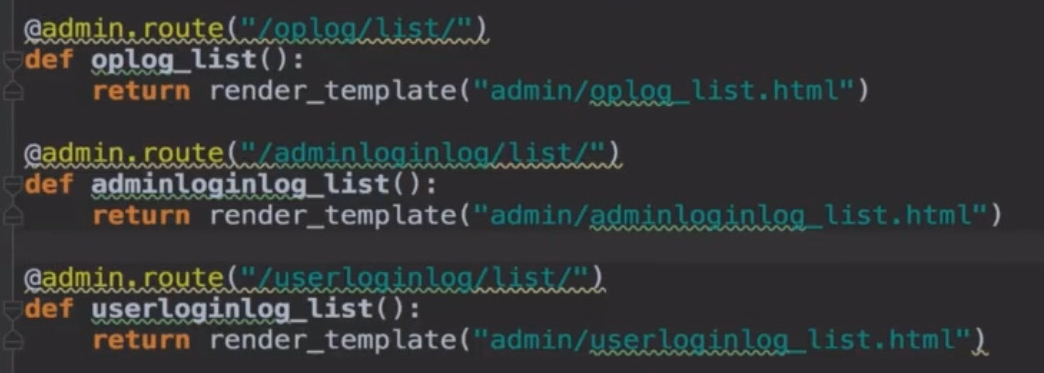 @admin.route("/oplog/list/")
def oplog_list():
    return render_template("admin/oplog_list.html")
@admin.route("/adminloginlog/list/")
def adminloginlog_list():
    return render_template("admin/adminloginlog_list.html")
@admin.route("/userloginlog/list/")
def userloginlog_list():
    return render_template("admin/userloginlog_list.html")